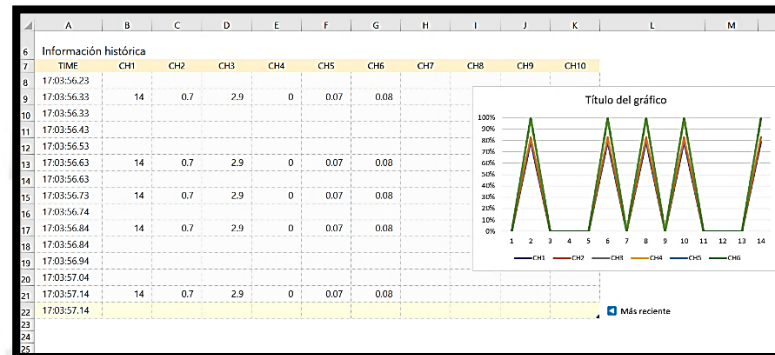 A B C D E F G H I J K L M
6 Información histórica
7 TIME CH1 CH2 CH3 CH4 CH5 CH6 CH7 CH8 CH9 CH10
8 17:03:56.23
9 17:03:56.33 14 0.7 2.9 0 0.07 0.08
10 17:03:56.33
11 17:03:56.43
12 17:03:56.53
13 17:03:56.63 14 0.7 2.9 0 0.07 0.08
14 17:03:56.63
15 17:03:56.73 14 0.7 2.9 0 0.07 0.08
16 17:03:56.74
17 17:03:56.84 14 0.7 2.9 0 0.07 0.08
18 17:03:56.84
19 17:03:56.94
20 17:03:57.04
21 17:03:57.14 14 0.7 2.9 0 0.07 0.08
22 17:03:57.14
23
24
25
Título del gráfico
100%
90%
80%
70%
60%
50%
40%
30%
20%
10%
0%
1 2 3 4 5 6 7 8 9 10 11 12 13 14
CH1 CH2 CH3 CH4 CH5 CH6
Más reciente